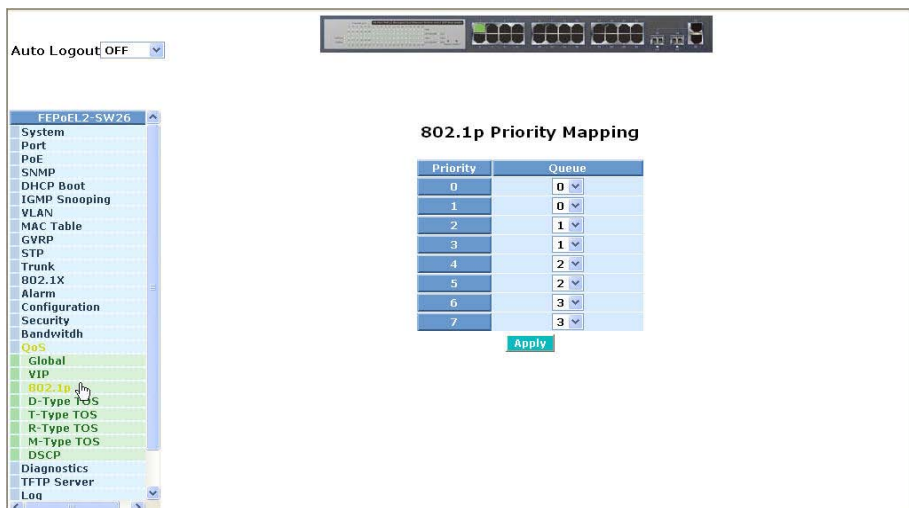 Auto Logout OFF
FEPoEL2-SW26
System
Port
PoE
SNMP
DHCP Boot
IGMP Snooping
VLAN
MAC Table
GVRP
STP
Trunk
802.1X
Alarm
Configuration
Security
Bandwitdh
QoS
Global
VIP
802.1p
D-Type TOS
T-Type TOS
R-Type TOS
M-Type TOS
DSCP
Diagnostics
TFTP Server
Log
802.1p Priority Mapping
Priority Queue
0 0
1 0
2 1
3 1
4 2
5 2
6 3
7 3
Apply